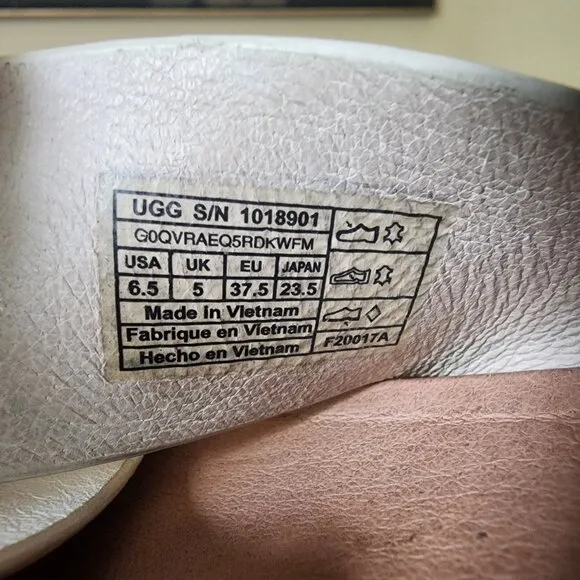 UGG S/N 1018901
G0QVRAEQ5RDKWFM
USA UK EU JAPAN
6.5 5 37.5 23.5
Made in Vietnam
Fabrique en Vietnam
Hecho en Vietnam
F20017A